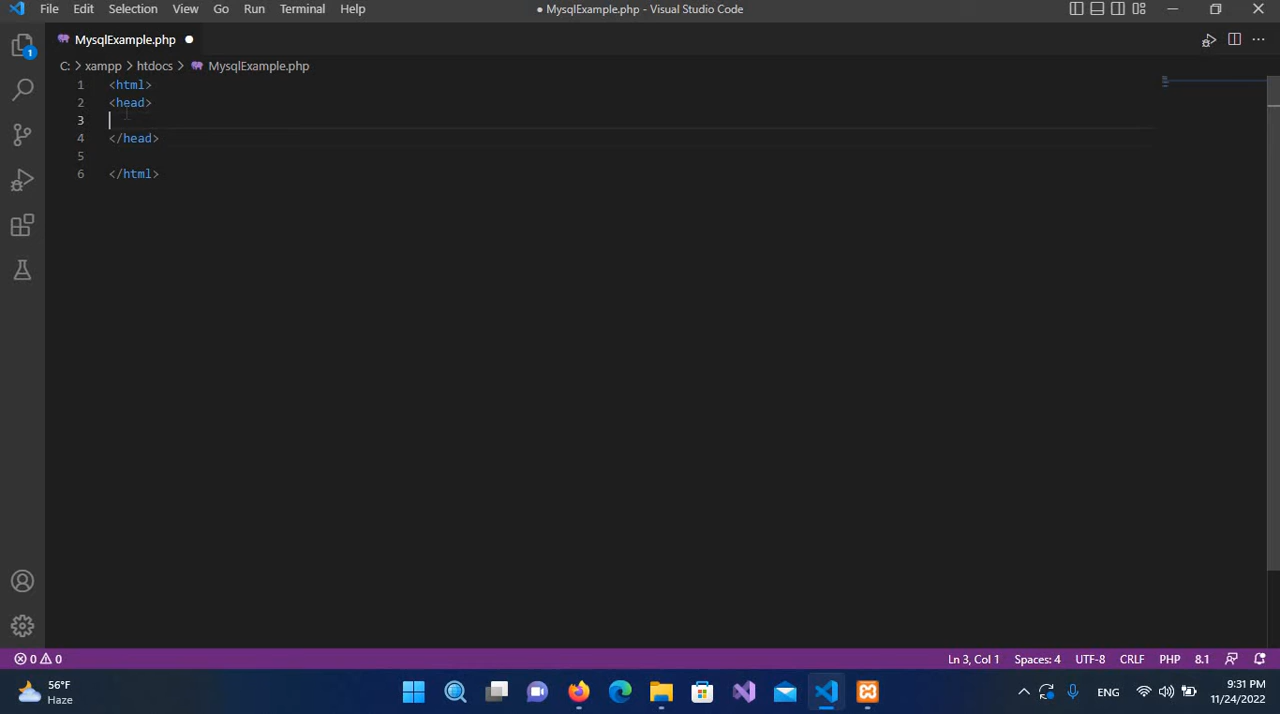 File Edit Selection View Go Run Terminal Help ● MysqlExample.php - Visual Studio Code
MysqlExample.php ●
C: > xampp > htdocs > MysqlExample.php
1 <html>
2 <head>
3
4 </head>
5
6 </html>
1
0 0 Ln 3, Col 1 Spaces: 4 UTF-8 CRLF PHP 8.1
56°F
Haze
ENG
9:31 PM
11/24/2022